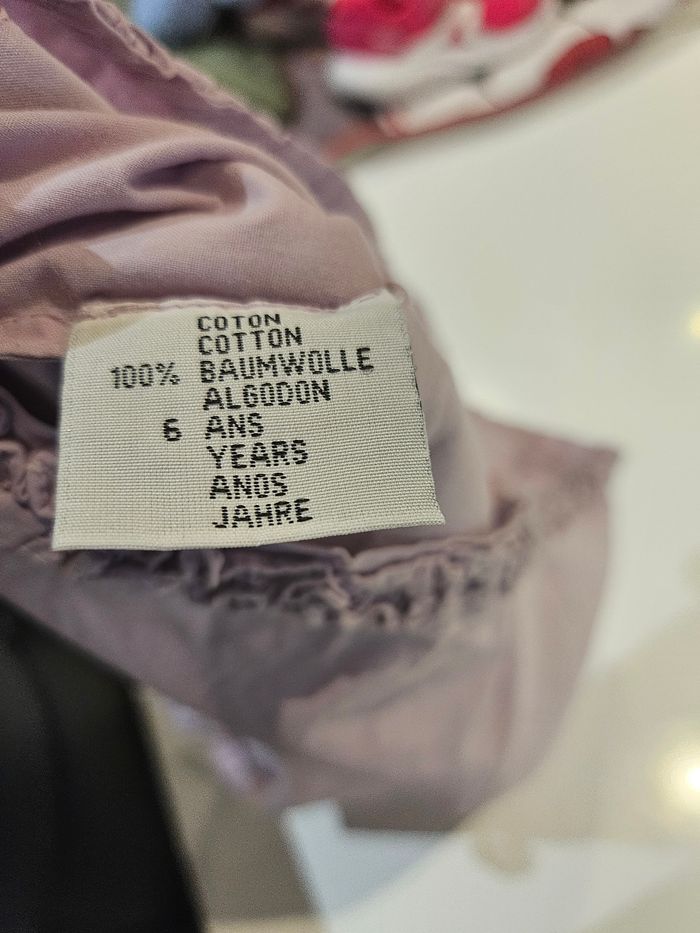 COTON
COTTON
100% BAUMWOLLE
ALGODON
6 ANS
YEARS
ANOS
JAHRE